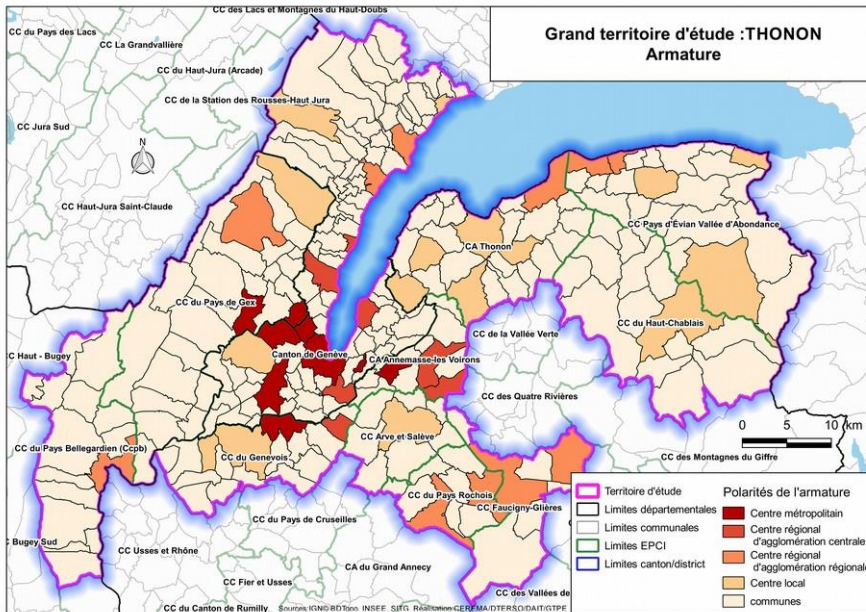 Grand territoire d'étude :THONON
Armature
CC des Lacs et Montagnes du Haut-Doubs
CC du Pays des Lacs
CC La Grandvallière
CC du Haut-Jura (Arcade)
CC de la Station des Rousses-Haut Jura
CC Jura Sud
N
CC Haut-Jura Saint-Claude
CC Pays d'Évian Vallée d'Abondance
CA Thonon
CC du Pays de Gex
CC du Haut-Chablais
CC de la Vallée Verte
CC Haut - Bugey
Canton de Genève
CA Annemasse-les Voirons
CC des Quatre Rivières
0 5 10 km
CC du Pays Bellegardien (Ccpb)
CC du Genevois
CC Arve et Salève
CC des Montagnes du Giffre
CC du Pays Rochois
CC Faucigny-Glières
CC du Pays de Cruseilles
CC Bugey Sud
CC Usses et Rhône
CA du Grand Annecy
CC Fier et Usses
CC des Vallées de
CC du Canton de Rumilly
Sources:IGN© BDTopo, INSEE, SITG, Réalisation:CEREMA/DTERSO/DAIT/GTPE
Territoire d'étude
Limites départementales
Limites communales
Limites EPCI
Limites canton/district
Polarités de l'armature
Centre métropolitain
Centre régional
d'agglomération centrale
Centre régional
d'agglomération régionale
Centre local
communes